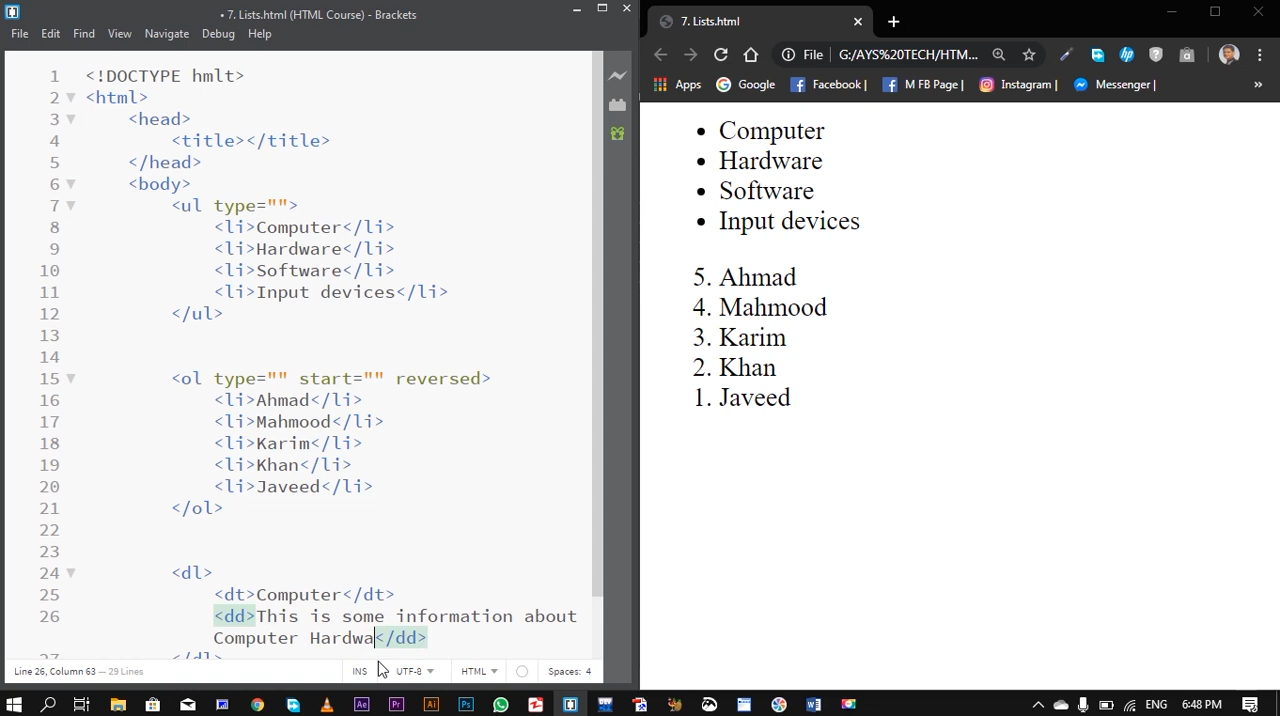 • 7. Lists.html (HTML Course) - Brackets
File Edit Find View Navigate Debug Help
1 <!DOCTYPE hmlt>
2 <html>
3 <head>
4 <title></title>
5 </head>
6 <body>
7 <ul type="">
8 <li>Computer</li>
9 <li>Hardware</li>
10 <li>Software</li>
11 <li>Input devices</li>
12 </ul>
13
14
15 <ol type="" start="" reversed>
16 <li>Ahmad</li>
17 <li>Mahmood</li>
18 <li>Karim</li>
19 <li>Khan</li>
20 <li>Javeed</li>
21 </ol>
22
23
24 <dl>
25 <dt>Computer</dt>
26 <dd>This is some information about
Computer Hardwa</dd>
27 </dl>
Line 26, Column 63 — 29 Lines
INS UTF-8 HTML Spaces: 4
7. Lists.html
File G:/AYS%20TECH/HTM...
Apps Google Facebook | M FB Page | Instagram | Messenger | »
• Computer
• Hardware
• Software
• Input devices
5. Ahmad
4. Mahmood
3. Karim
2. Khan
1. Javeed
ENG 6:48 PM